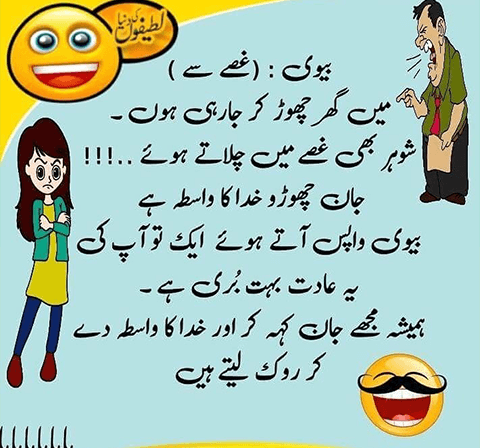 لطیفوں کی دنیا
بیوی : (غصے سے )
میں گھر چھوڑ کر جارہی ہوں ۔
شوہر بھی غصے میں چلاتے ہوئے ..!!!
جان چھوڑو خدا کا واسطہ ہے
بیوی واپس آتے ہوئے ایک تو آپ کی
یہ عادت بہت بُری ہے ۔
ہمیشہ مجھے جان کہہ کر اور خدا کا واسطہ دے
کر روک لیتے ہیں